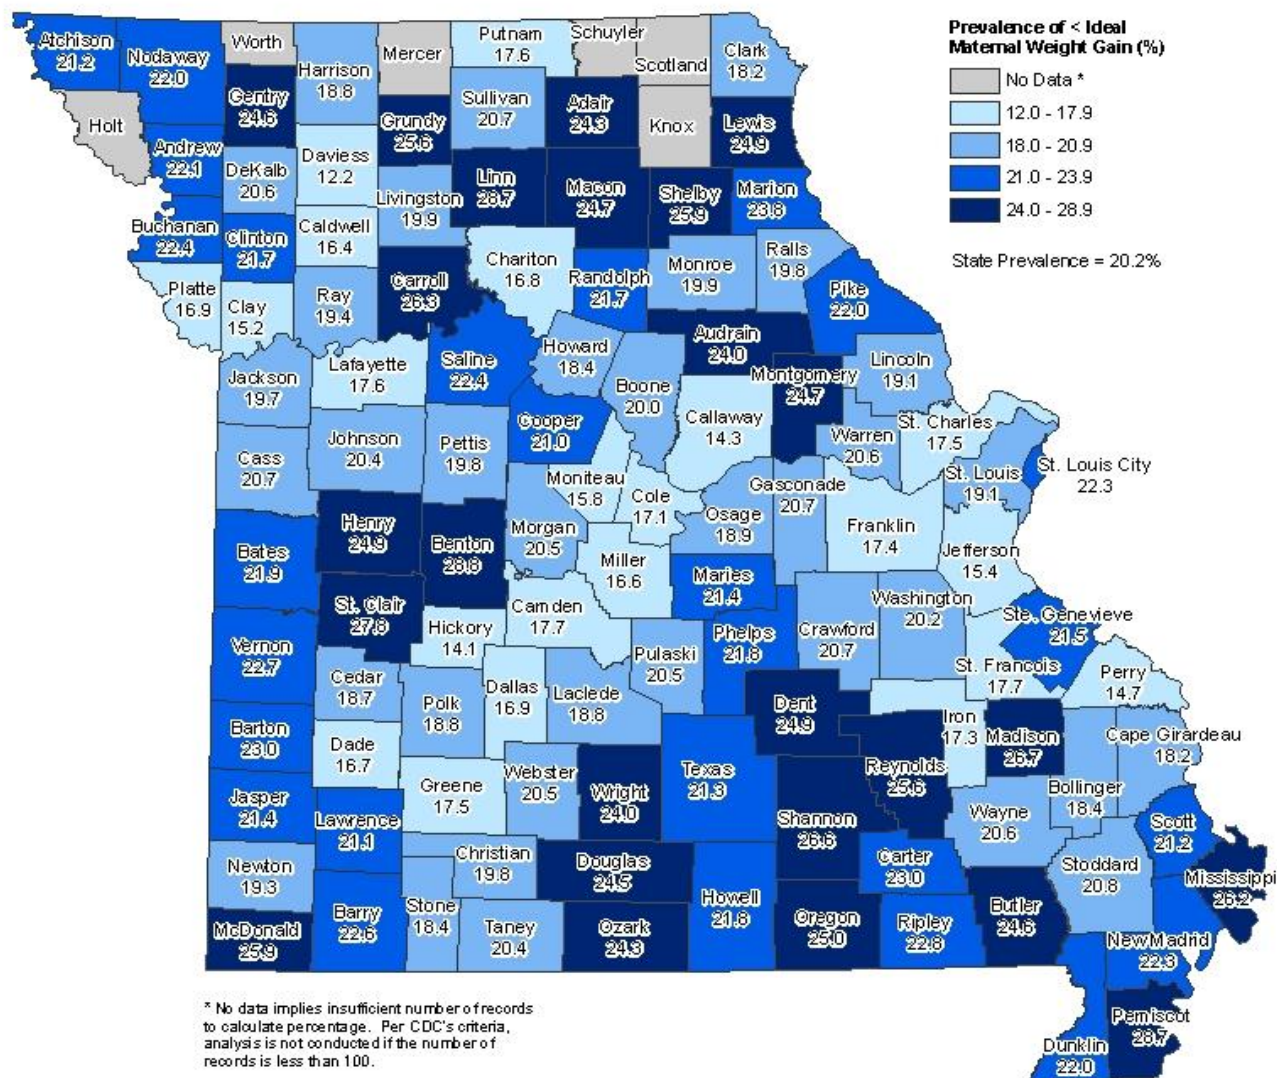 Prevalence of < Ideal
Maternal Weight Gain (%)
No Data *
12.0 - 17.9
18.0 - 20.9
21.0 - 23.9
24.0 - 28.9
State Prevalence = 20.2%
Atchison
21.2
Nodaway
22.0
Worth
Harrison
18.8
Mercer
Putnam
17.6
Schuyler
Scotland
Clark
18.2
Holt
Gentry
24.6
Grundy
25.6
Sullivan
20.7
Adair
24.3
Knox
Lewis
24.9
Andrew
22.1
DeKalb
20.6
Daviess
12.2
Livingston
19.9
Linn
28.7
Macon
24.7
Shelby
25.9
Marion
23.8
Buchanan
22.4
Clinton
21.7
Caldwell
16.4
Carroll
26.3
Chariton
16.8
Randolph
21.7
Monroe
19.9
Ralls
19.8
Pike
22.0
Platte
16.9
Clay
15.2
Ray
19.4
Lafayette
17.6
Saline
22.4
Howard
18.4
Boone
20.0
Audrain
24.0
Montgomery
24.7
Lincoln
19.1
Jackson
19.7
Johnson
20.4
Pettis
19.8
Cooper
21.0
Callaway
14.3
Warren
20.6
St. Charles
17.5
St. Louis
19.1
St. Louis City
22.3
Cass
20.7
Moniteau
15.8
Cole
17.1
Osage
18.9
Gasconade
20.7
Franklin
17.4
Jefferson
15.4
Bates
21.9
Henry
24.9
Benton
28.8
Morgan
20.5
Miller
16.6
Maries
21.4
Washington
20.2
Ste. Genevieve
21.5
St. Clair
27.8
Hickory
14.1
Camden
17.7
Phelps
21.8
Crawford
20.7
St. Francois
17.7
Perry
14.7
Vernon
22.7
Cedar
18.7
Polk
18.8
Dallas
16.9
Laclede
18.8
Pulaski
20.5
Dent
24.9
Iron
17.3
Madison
26.7
Cape Girardeau
18.2
Barton
23.0
Dade
16.7
Greene
17.5
Webster
20.5
Wright
24.0
Texas
21.3
Reynolds
25.6
Wayne
20.6
Bollinger
18.4
Jasper
21.4
Lawrence
21.1
Shannon
26.6
Scott
21.2
Newton
19.3
Christian
19.8
Douglas
24.5
Howell
21.8
Carter
23.0
Stoddard
20.8
Mississippi
26.2
McDonald
25.9
Barry
22.6
Stone
18.4
Taney
20.4
Ozark
24.3
Oregon
25.0
Ripley
22.8
Butler
24.6
New Madrid
22.3
Dunklin
22.0
Pemiscot
28.7
* No data implies insufficient number of records
to calculate percentage. Per CDC's criteria,
analysis is not conducted if the number of
records is less than 100.